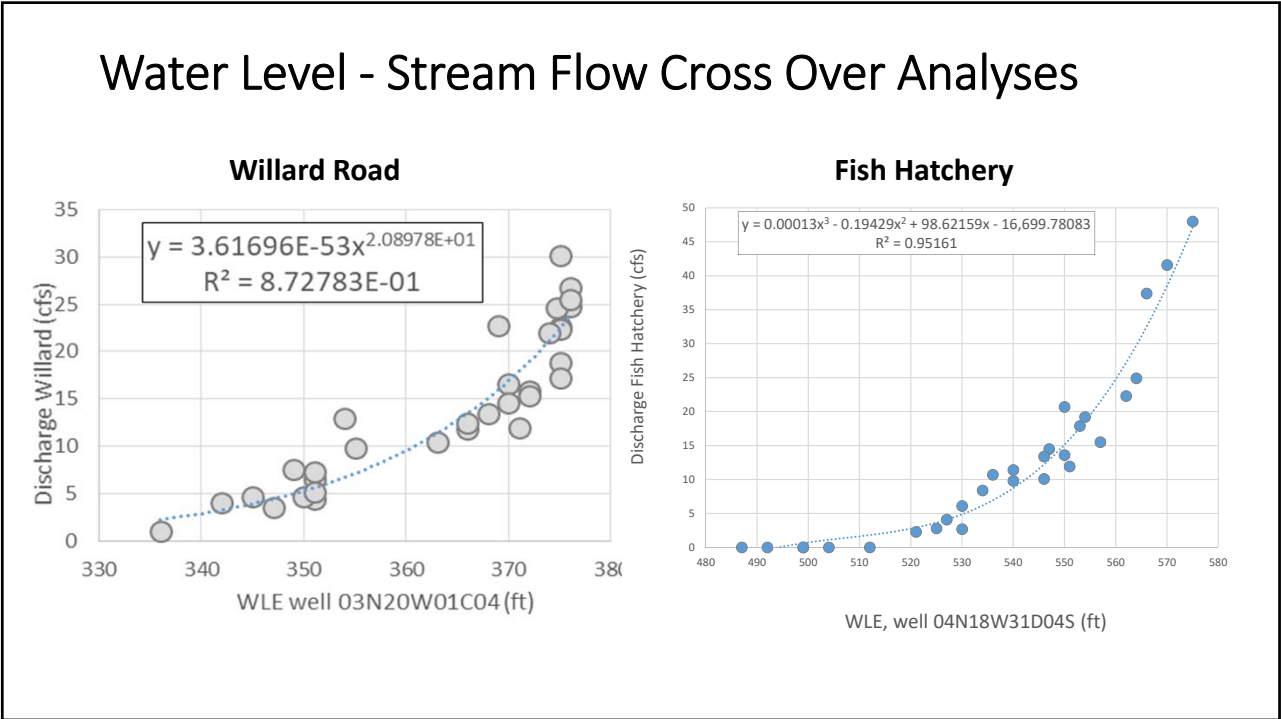 Water Level - Stream Flow Cross Over Analyses
Willard Road
35
30
25
20
15
10
5
0
Discharge Willard (cfs)
y = 3.61696E-53x^2.08978E+01
R² = 8.72783E-01
330 340 350 360 370 38
WLE well 03N20W01C04 (ft)
Fish Hatchery
50
45
40
35
30
25
20
15
10
5
0
Discharge Fish Hatchery (cfs)
y = 0.00013x³ - 0.19429x² + 98.62159x - 16,699.78083
R² = 0.95161
480 490 500 510 520 530 540 550 560 570 580
WLE, well 04N18W31D04S (ft)